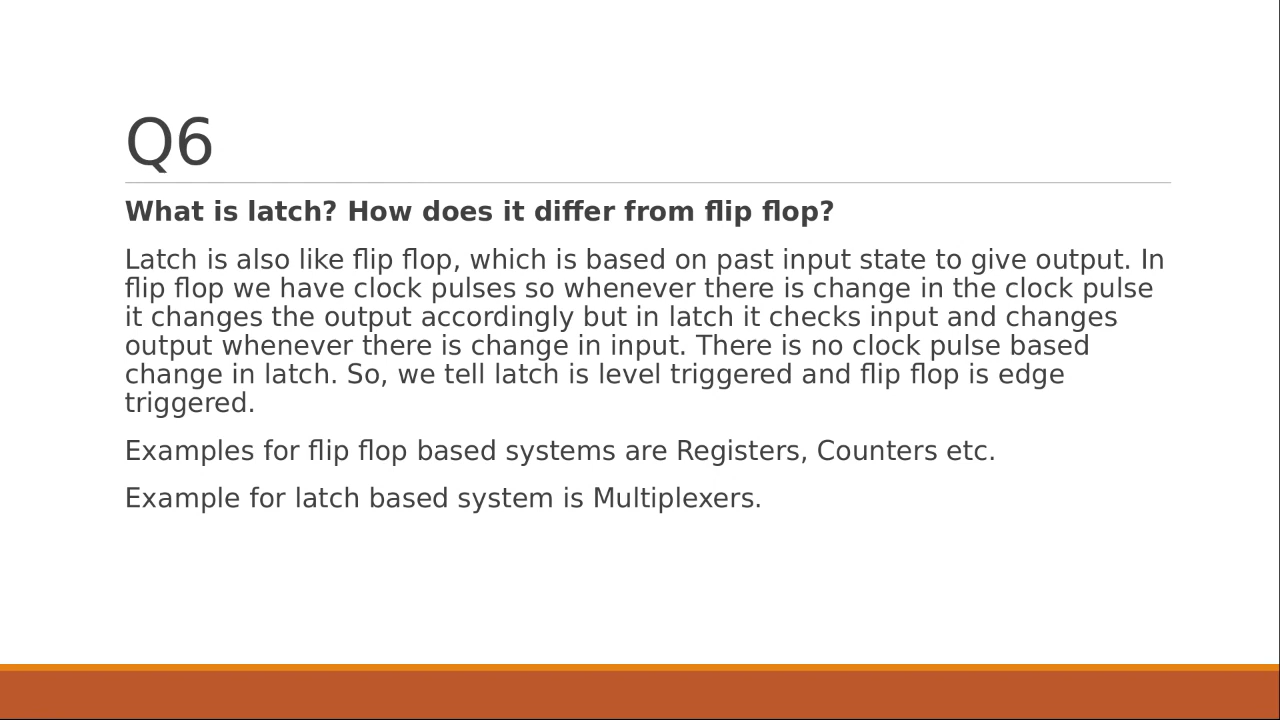 Q6
What is latch? How does it differ from flip flop?
Latch is also like flip flop, which is based on past input state to give output. In
flip flop we have clock pulses so whenever there is change in the clock pulse
it changes the output accordingly but in latch it checks input and changes
output whenever there is change in input. There is no clock pulse based
change in latch. So, we tell latch is level triggered and flip flop is edge
triggered.
Examples for flip flop based systems are Registers, Counters etc.
Example for latch based system is Multiplexers.